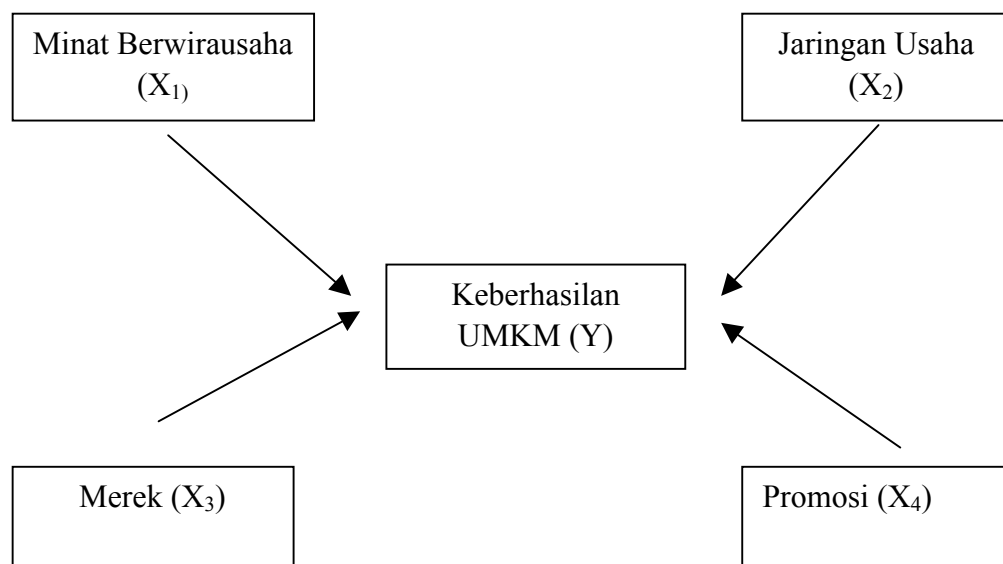 Minat Berwirausaha
(X₁₎
Jaringan Usaha
(X₂)
Keberhasilan
UMKM (Y)
Merek (X₃)
Promosi (X₄)